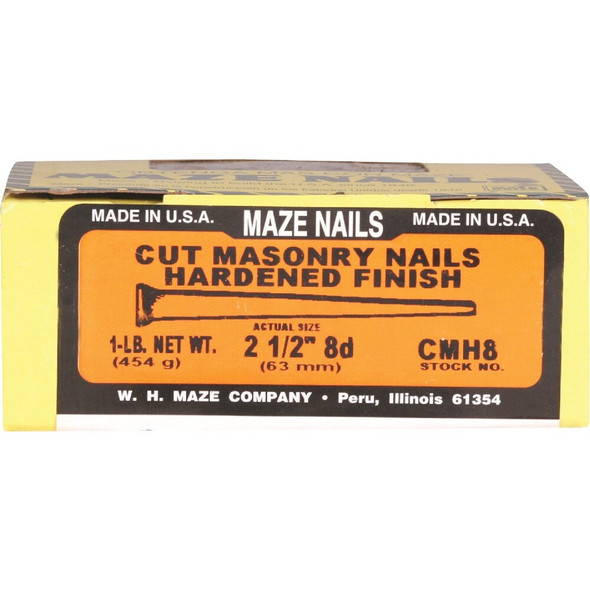 MAZE NAILS
MADE IN U.S.A. MAZE NAILS MADE IN U.S.A.
CUT MASONRY NAILS
HARDENED FINISH
ACTUAL SIZE
1-LB. NET WT. 2 1/2" 8d CMH8
(454 g) (63 mm) STOCK NO.
W. H. MAZE COMPANY • Peru, Illinois 61354